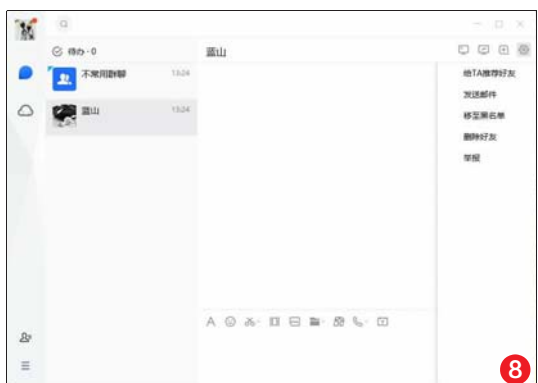 待办·0
蓝山
不常用群聊 13:24
蓝山 13:24
给TA推荐好友
发送邮件
移至黑名单
删除好友
举报
8